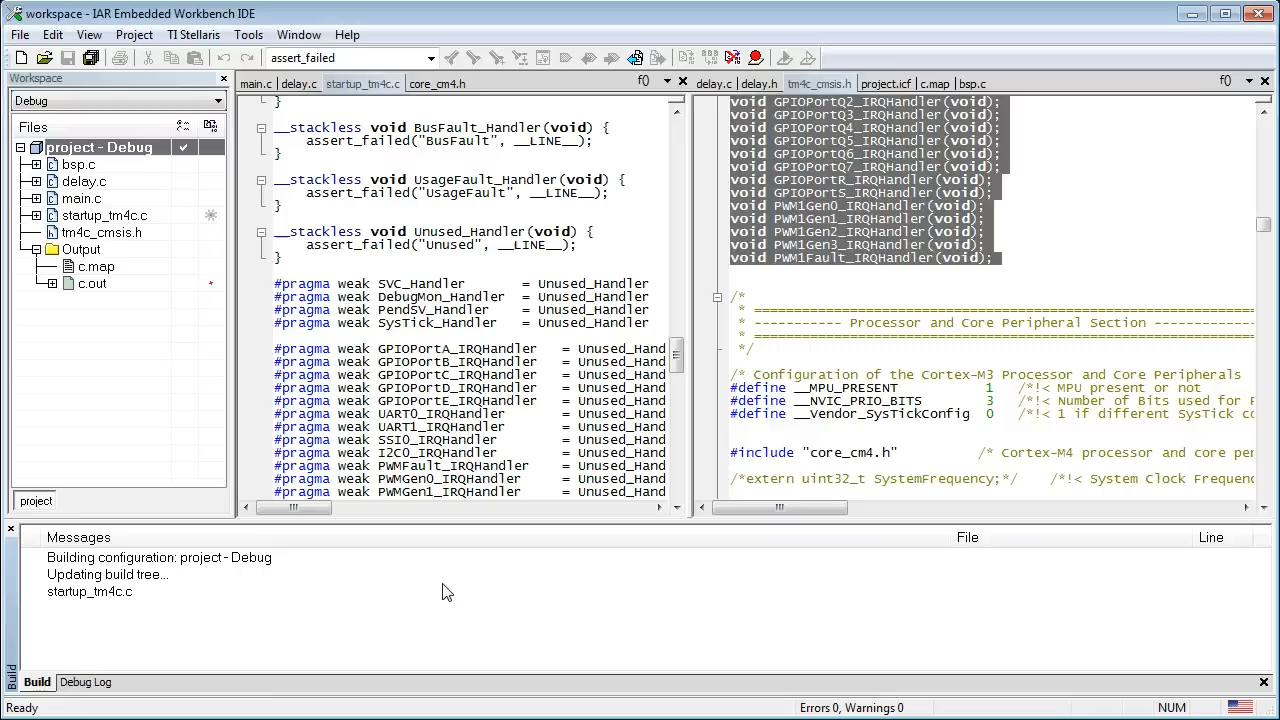 workspace - IAR Embedded Workbench IDE
File Edit View Project TI Stellaris Tools Window Help
assert_failed
Workspace
Debug
Files
project - Debug
bsp.c
delay.c
main.c
startup_tm4c.c
tm4c_cmsis.h
Output
c.map
c.out
project
main.c delay.c startup_tm4c.c core_cm4.h f()
}
__stackless void BusFault_Handler(void) {
assert_failed("BusFault", __LINE__);
}
__stackless void UsageFault_Handler(void) {
assert_failed("UsageFault", __LINE__);
}
__stackless void Unused_Handler(void) {
assert_failed("Unused", __LINE__);
}
#pragma weak SVC_Handler = Unused_Handler
#pragma weak DebugMon_Handler = Unused_Handler
#pragma weak PendSV_Handler = Unused_Handler
#pragma weak SysTick_Handler = Unused_Handler
#pragma weak GPIOPortA_IRQHandler = Unused_Hand
#pragma weak GPIOPortB_IRQHandler = Unused_Hand
#pragma weak GPIOPortC_IRQHandler = Unused_Hand
#pragma weak GPIOPortD_IRQHandler = Unused_Hand
#pragma weak GPIOPortE_IRQHandler = Unused_Hand
#pragma weak UART0_IRQHandler = Unused_Hand
#pragma weak UART1_IRQHandler = Unused_Hand
#pragma weak SSI0_IRQHandler = Unused_Hand
#pragma weak I2C0_IRQHandler = Unused_Hand
#pragma weak PWMFault_IRQHandler = Unused_Hand
#pragma weak PWMGen0_IRQHandler = Unused_Hand
#pragma weak PWMGen1_IRQHandler = Unused_Hand
delay.c delay.h tm4c_cmsis.h project.icf c.map bsp.c f()
void GPIOPortQ2_IRQHandler(void);
void GPIOPortQ3_IRQHandler(void);
void GPIOPortQ4_IRQHandler(void);
void GPIOPortQ5_IRQHandler(void);
void GPIOPortQ6_IRQHandler(void);
void GPIOPortQ7_IRQHandler(void);
void GPIOPortR_IRQHandler(void);
void GPIOPortS_IRQHandler(void);
void PWM1Gen0_IRQHandler(void);
void PWM1Gen1_IRQHandler(void);
void PWM1Gen2_IRQHandler(void);
void PWM1Gen3_IRQHandler(void);
void PWM1Fault_IRQHandler(void);
/*
* ============================================================
* ----------- Processor and Core Peripheral Section ------------
* ============================================================
*/
/* Configuration of the Cortex-M3 Processor and Core Peripherals
#define __MPU_PRESENT 1 /*!< MPU present or not
#define __NVIC_PRIO_BITS 3 /*!< Number of Bits used for P
#define __Vendor_SysTickConfig 0 /*!< 1 if different SysTick co
#include "core_cm4.h" /* Cortex-M4 processor and core per
/*extern uint32_t SystemFrequency;*/ /*!< System Clock Frequenc
Messages File Line
Building configuration: project - Debug
Updating build tree...
startup_tm4c.c
Build
Build Debug Log
Ready Errors 0, Warnings 0 NUM